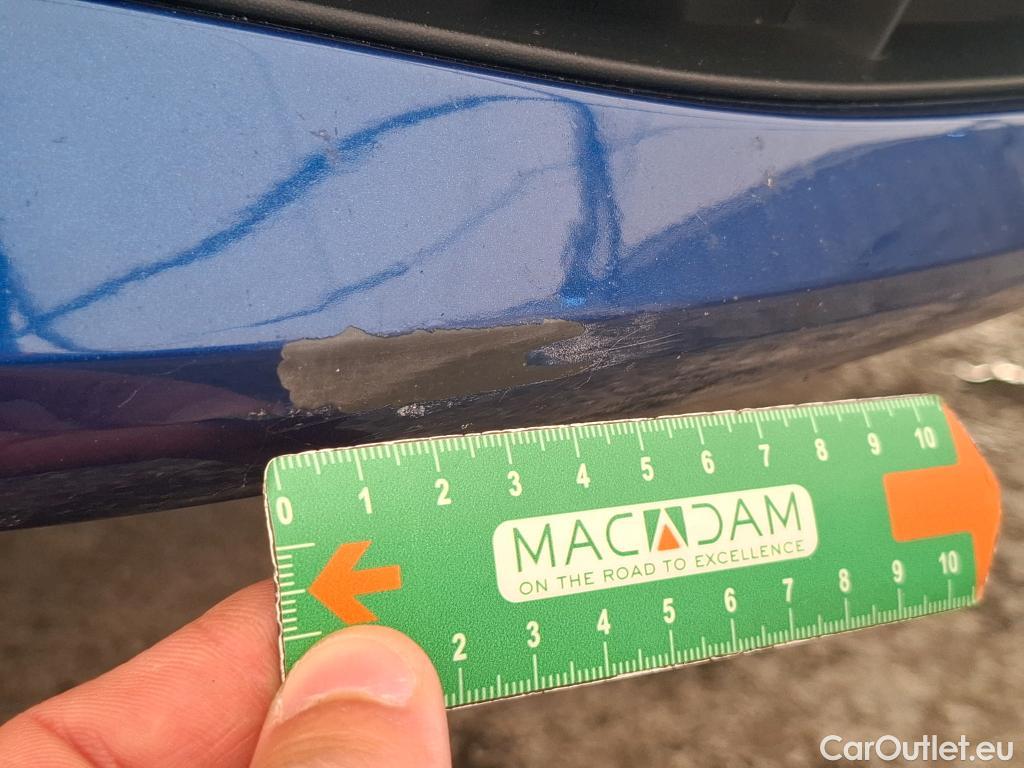 0 1 2 3 4 5 6 7 8 9 10
MACADAM
ON THE ROAD TO EXCELLENCE
2 3 4 5 6 7 8 9 10
CarOutlet.eu